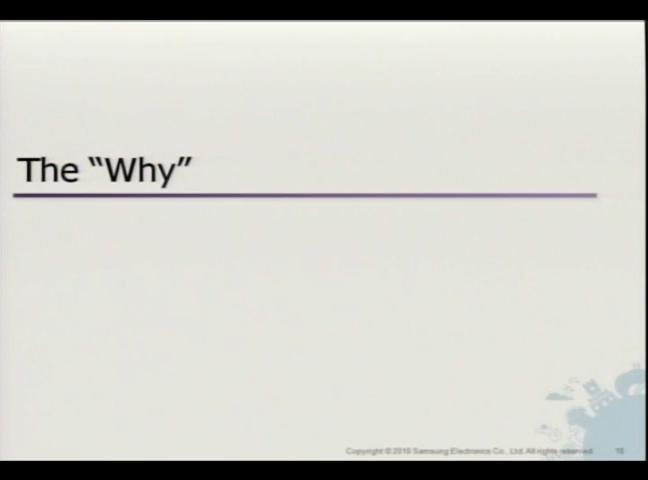 The “Why”
Copyright © 2010 Samsung Electronics Co., Ltd. All rights reserved